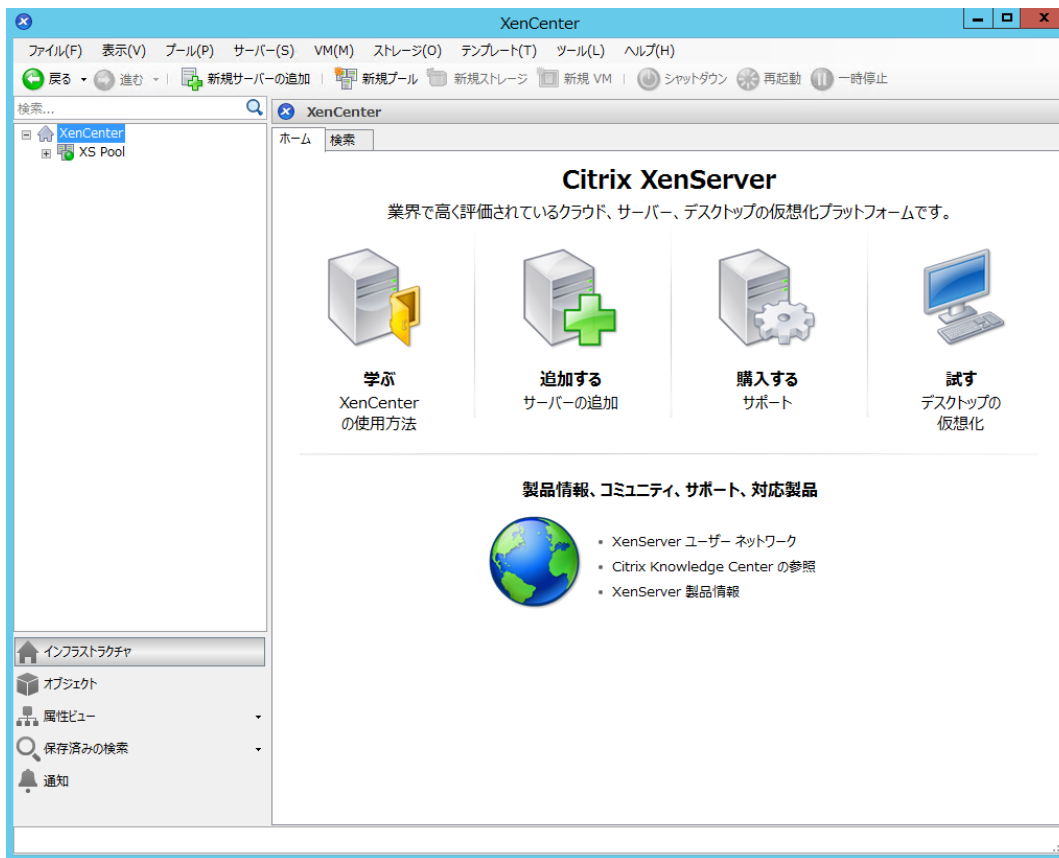 XenCenter
ファイル(F) 表示(V) プール(P) サーバー(S) VM(M) ストレージ(O) テンプレート(T) ツール(L) ヘルプ(H)
戻る 進む 新規サーバーの追加 新規プール 新規ストレージ 新規 VM シャットダウン 再起動 一時停止
検索...
XenCenter
XS Pool
インフラストラクチャ
オブジェクト
属性ビュー
保存済みの検索
通知
XenCenter
ホーム 検索
Citrix XenServer
業界で高く評価されているクラウド、サーバー、デスクトップの仮想化プラットフォームです。
学ぶ
XenCenter
の使用方法
追加する
サーバーの追加
購入する
サポート
試す
デスクトップの
仮想化
製品情報、コミュニティ、サポート、対応製品
• XenServer ユーザー ネットワーク
• Citrix Knowledge Center の参照
• XenServer 製品情報